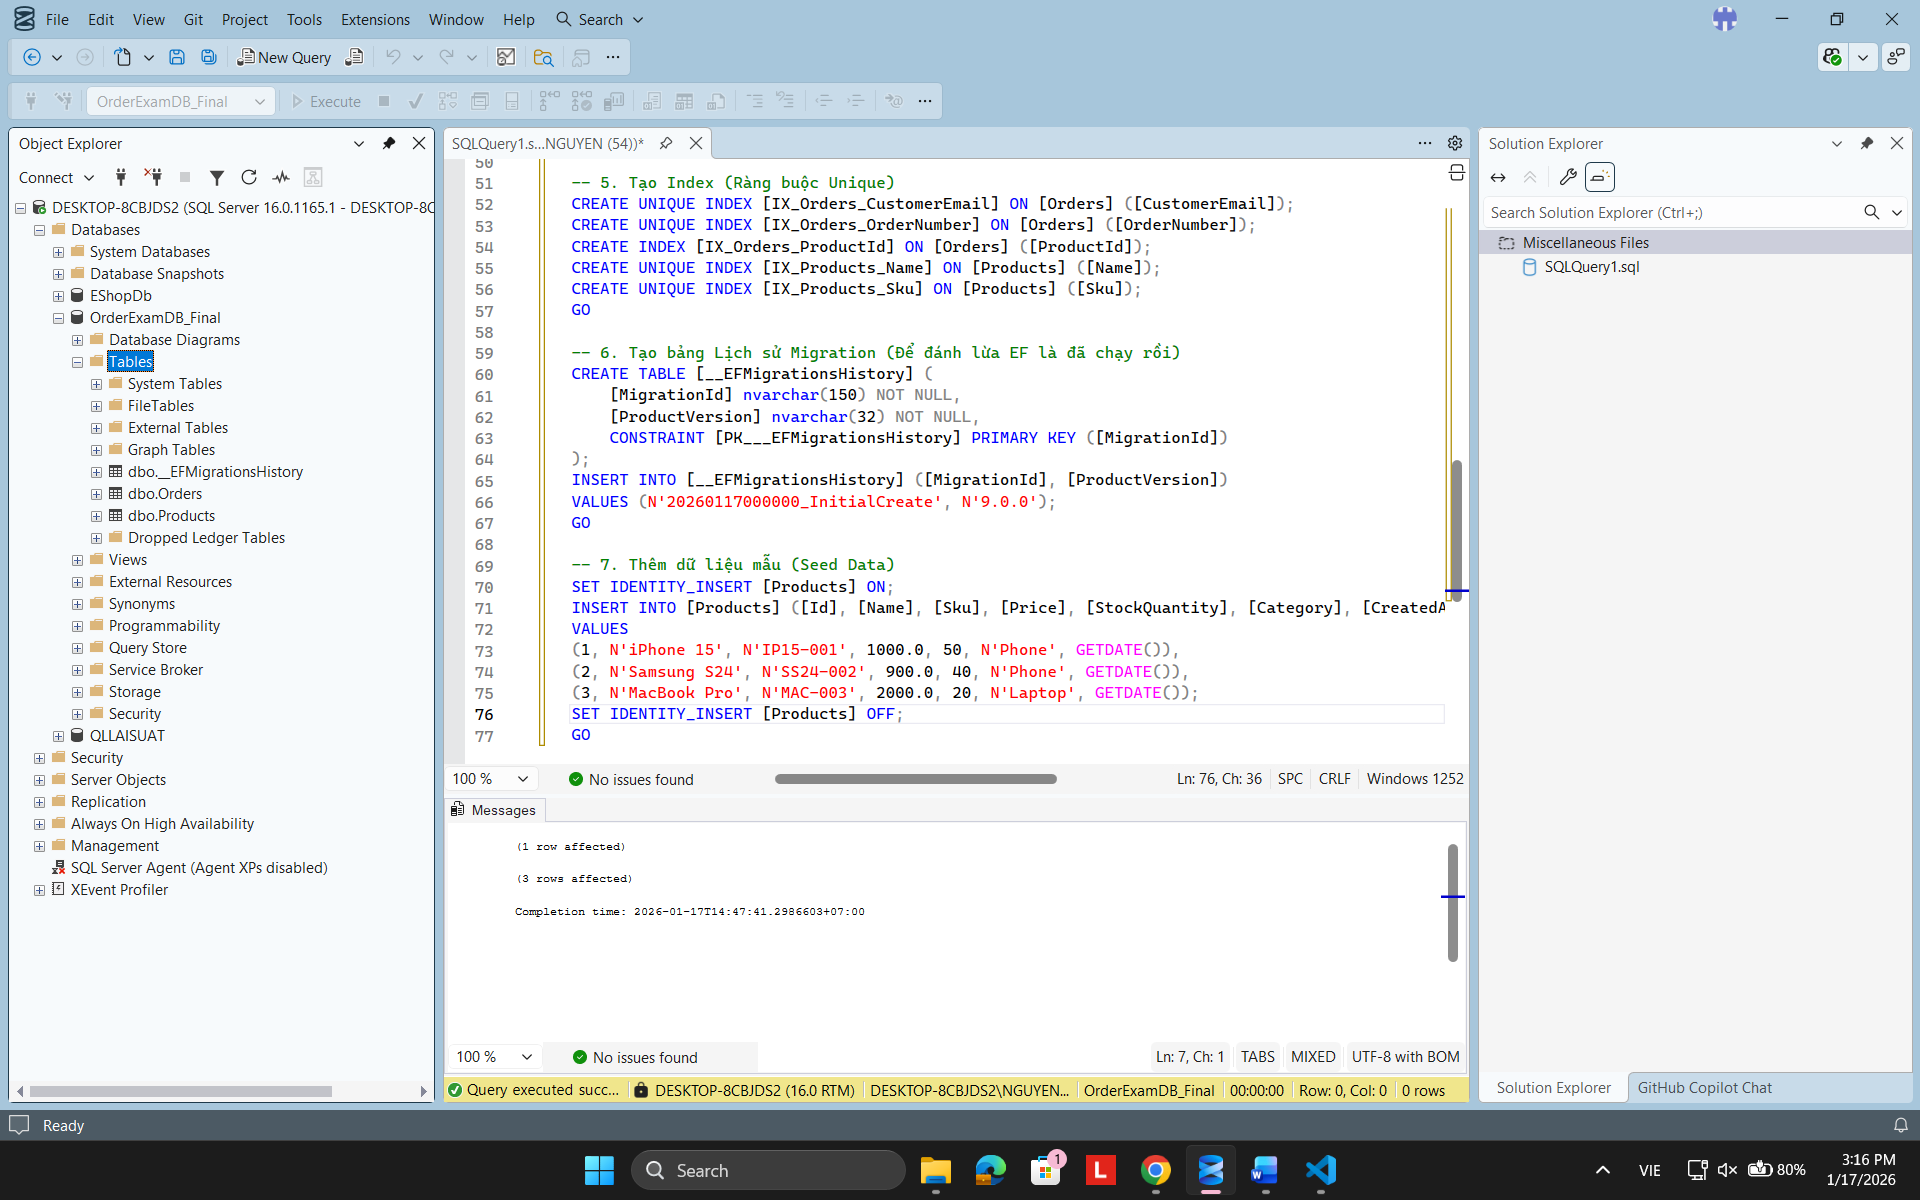 File Edit View Git Project Tools Extensions Window Help Search
New Query
OrderExamDB_Final Execute
Object Explorer
Connect
DESKTOP-8CBJDS2 (SQL Server 16.0.1165.1 - DESKTOP-8C
Databases
System Databases
Database Snapshots
EShopDb
OrderExamDB_Final
Database Diagrams
Tables
System Tables
FileTables
External Tables
Graph Tables
dbo.__EFMigrationsHistory
dbo.Orders
dbo.Products
Dropped Ledger Tables
Views
External Resources
Synonyms
Programmability
Query Store
Service Broker
Storage
Security
QLLAISUAT
Security
Server Objects
Replication
Always On High Availability
Management
SQL Server Agent (Agent XPs disabled)
XEvent Profiler
SQLQuery1.s...NGUYEN (54))*
50
51 -- 5. Tạo Index (Ràng buộc Unique)
52 CREATE UNIQUE INDEX [IX_Orders_CustomerEmail] ON [Orders] ([CustomerEmail]);
53 CREATE UNIQUE INDEX [IX_Orders_OrderNumber] ON [Orders] ([OrderNumber]);
54 CREATE INDEX [IX_Orders_ProductId] ON [Orders] ([ProductId]);
55 CREATE UNIQUE INDEX [IX_Products_Name] ON [Products] ([Name]);
56 CREATE UNIQUE INDEX [IX_Products_Sku] ON [Products] ([Sku]);
57 GO
58
59 -- 6. Tạo bảng Lịch sử Migration (Để đánh lừa EF là đã chạy rồi)
60 CREATE TABLE [__EFMigrationsHistory] (
61 [MigrationId] nvarchar(150) NOT NULL,
62 [ProductVersion] nvarchar(32) NOT NULL,
63 CONSTRAINT [PK___EFMigrationsHistory] PRIMARY KEY ([MigrationId])
64 );
65 INSERT INTO [__EFMigrationsHistory] ([MigrationId], [ProductVersion])
66 VALUES (N'20260117000000_InitialCreate', N'9.0.0');
67 GO
68
69 -- 7. Thêm dữ liệu mẫu (Seed Data)
70 SET IDENTITY_INSERT [Products] ON;
71 INSERT INTO [Products] ([Id], [Name], [Sku], [Price], [StockQuantity], [Category], [CreatedA
72 VALUES
73 (1, N'iPhone 15', N'IP15-001', 1000.0, 50, N'Phone', GETDATE()),
74 (2, N'Samsung S24', N'SS24-002', 900.0, 40, N'Phone', GETDATE()),
75 (3, N'MacBook Pro', N'MAC-003', 2000.0, 20, N'Laptop', GETDATE());
76 SET IDENTITY_INSERT [Products] OFF;
77 GO
100 % No issues found Ln: 76, Ch: 36 SPC CRLF Windows 1252
Messages
(1 row affected)
(3 rows affected)
Completion time: 2026-01-17T14:47:41.2986603+07:00
100 % No issues found Ln: 7, Ch: 1 TABS MIXED UTF-8 with BOM
Query executed succ... DESKTOP-8CBJDS2 (16.0 RTM) DESKTOP-8CBJDS2\NGUYEN... OrderExamDB_Final 00:00:00 Row: 0, Col: 0 0 rows
Solution Explorer
Search Solution Explorer (Ctrl+;)
Miscellaneous Files
SQLQuery1.sql
Solution Explorer GitHub Copilot Chat
Ready
Search 1 L VIE 80% 3:16 PM
1/17/2026